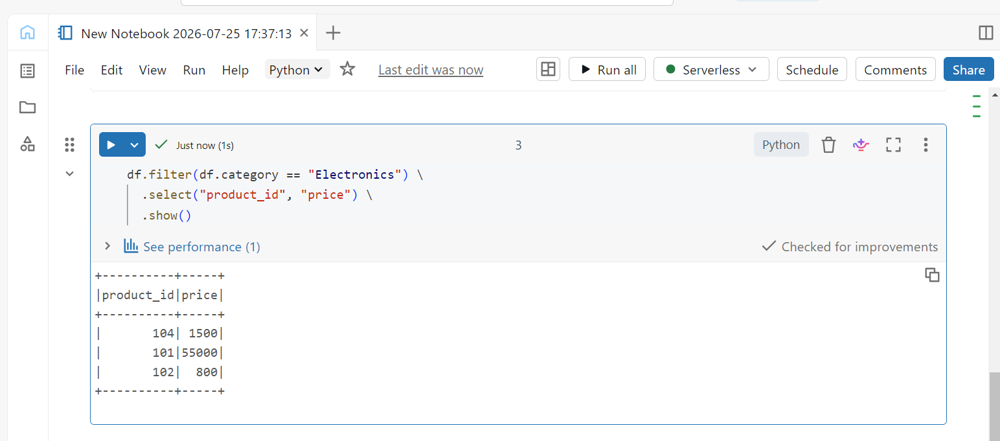 New Notebook 2026-07-25 17:37:13
File Edit View Run Help Python Last edit was now Run all Serverless Schedule Comments Share
Just now (1s) 3 Python
df.filter(df.category == "Electronics") \
.select("product_id", "price") \
.show()
See performance (1) Checked for improvements
+----------+-----+
|product_id|price|
+----------+-----+
|       104| 1500|
|       101|55000|
|       102|  800|
+----------+-----+